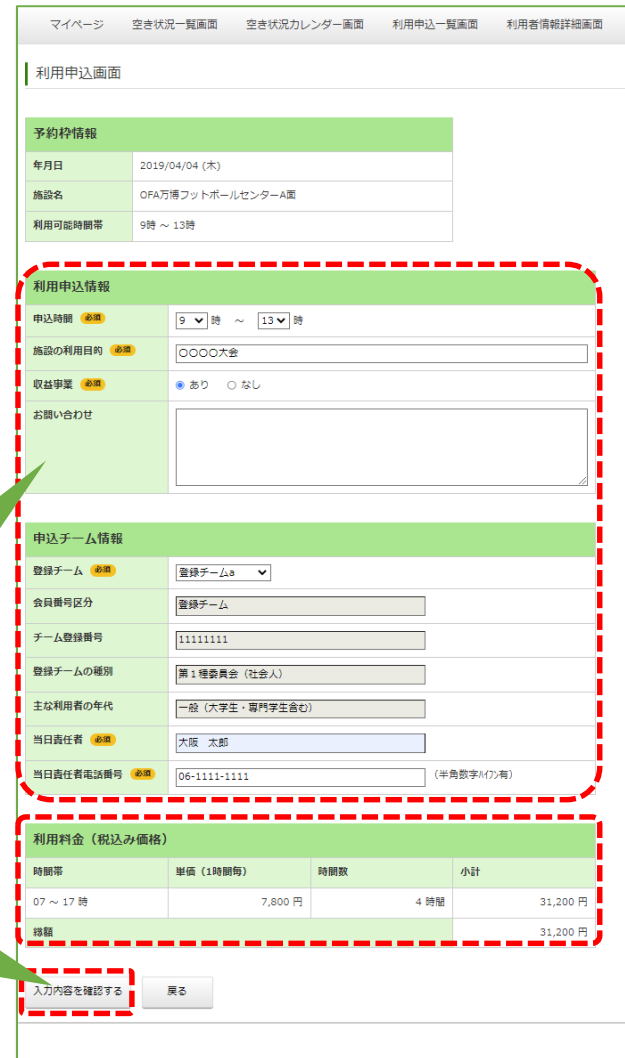 マイページ 空き状況一覧画面 空き状況カレンダー画面 利用申込一覧画面 利用者情報詳細画面
利用申込画面
予約枠情報
年月日 2019/04/04 (木)
施設名 OFA万博フットボールセンターA面
利用可能時間帯 9時 ～ 13時
利用申込情報
申込時間 必須 9 時 ～ 13 時
施設の利用目的 必須 〇〇〇〇大会
収益事業 必須 あり なし
お問い合わせ
申込チーム情報
登録チーム 必須 登録チームa
会員番号区分 登録チーム
チーム登録番号 11111111
登録チームの種別 第１種委員会（社会人）
主な利用者の年代 一般（大学生・専門学生含む）
当日責任者 必須 大阪 太郎
当日責任者電話番号 必須 06-1111-1111 （半角数字ﾊｲﾌﾝ有）
利用料金（税込み価格）
時間帯 単価（1時間毎） 時間数 小計
07 ～ 17 時 7,800 円 4 時間 31,200 円
総額 31,200 円
入力内容を確認する 戻る